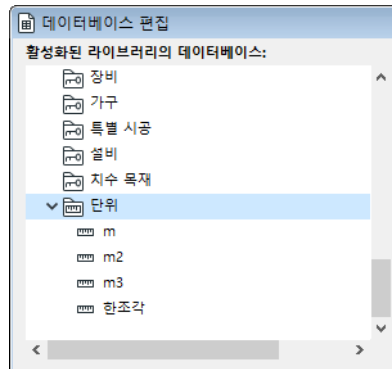 데이터베이스 편집
활성화된 라이브러리의 데이터베이스:
장비
가구
특별 시공
설비
치수 목재
단위
m
m2
m3
한조각